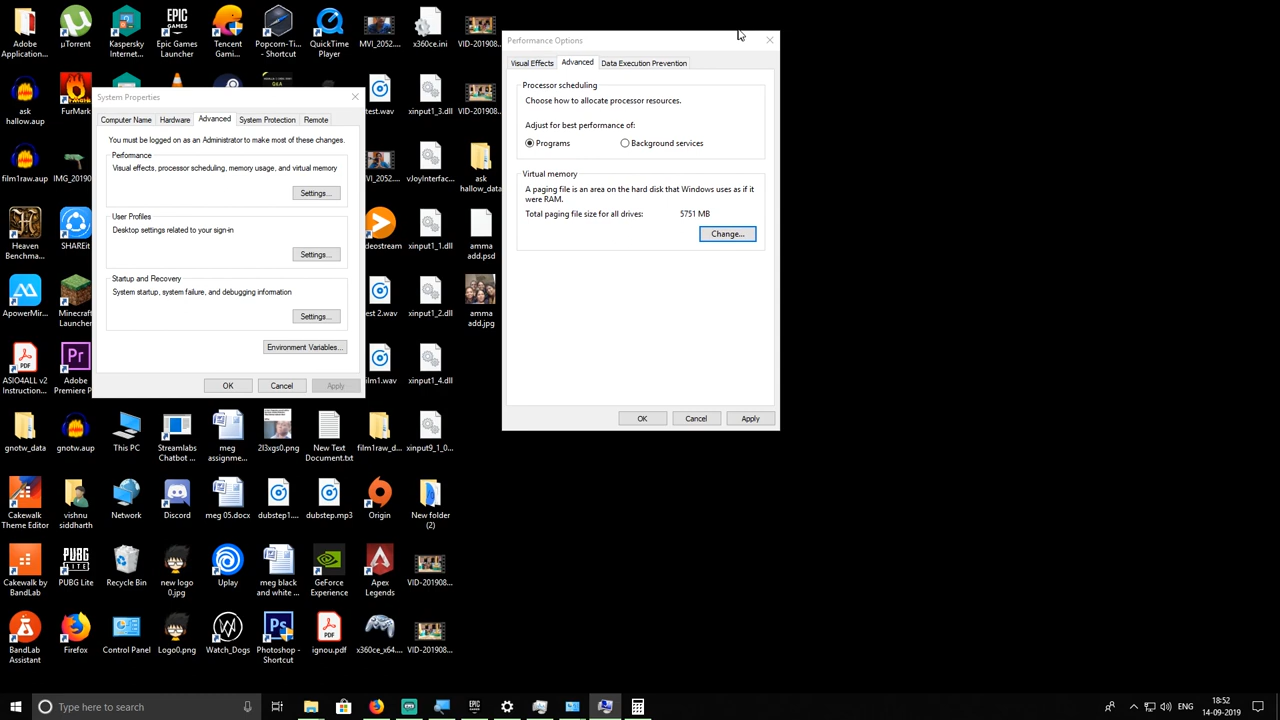 Adobe
Application...
µTorrent
Kaspersky
Internet...
Epic Games
Launcher
Tencent
Gami...
Popcorn-Ti...
- Shortcut
QuickTime
Player
MVI_2052....
x360ce.ini
VID-201908...
ask
hallow.aup
FurMark
test.wav
xinput1_3.dll
VID-201908...
film1raw.aup
IMG_20190...
VI_2052....
vJoyInterfac...
ask
hallow_data
Heaven
Benchma...
SHAREit
deostream
xinput1_1.dll
amma
add.psd
ApowerMir...
Minecraft
Launcher
est 2.wav
xinput1_2.dll
amma
add.jpg
ASIO4ALL v2
Instruction...
Adobe
Premiere P
ilm1.wav
xinput1_4.dll
gnotw_data
gnotw.aup
This PC
Streamlabs
Chatbot ...
meg
assignme...
2l3xgs0.png
New Text
Document.txt
film1raw_d...
xinput9_1_0...
Cakewalk
Theme Editor
vishnu
siddharth
Network
Discord
meg 05.docx
dubstep1....
dubstep.mp3
Origin
New folder
(2)
Cakewalk by
BandLab
PUBG Lite
Recycle Bin
new logo
0.jpg
Uplay
meg black
and white ...
GeForce
Experience
Apex
Legends
VID-201908...
BandLab
Assistant
Firefox
Control Panel
Logo0.png
Watch_Dogs
Photoshop -
Shortcut
ignou.pdf
x360ce_x64....
VID-201908...
System Properties
Computer Name Hardware Advanced System Protection Remote
You must be logged on as an Administrator to make most of these changes.
Performance
Visual effects, processor scheduling, memory usage, and virtual memory
Settings...
User Profiles
Desktop settings related to your sign-in
Settings...
Startup and Recovery
System startup, system failure, and debugging information
Settings...
Environment Variables...
OK Cancel Apply
Performance Options
Visual Effects Advanced Data Execution Prevention
Processor scheduling
Choose how to allocate processor resources.
Adjust for best performance of:
Programs Background services
Virtual memory
A paging file is an area on the hard disk that Windows uses as if it
were RAM.
Total paging file size for all drives: 5751 MB
Change...
OK Cancel Apply
Type here to search
ENG
18:52
14-09-2019